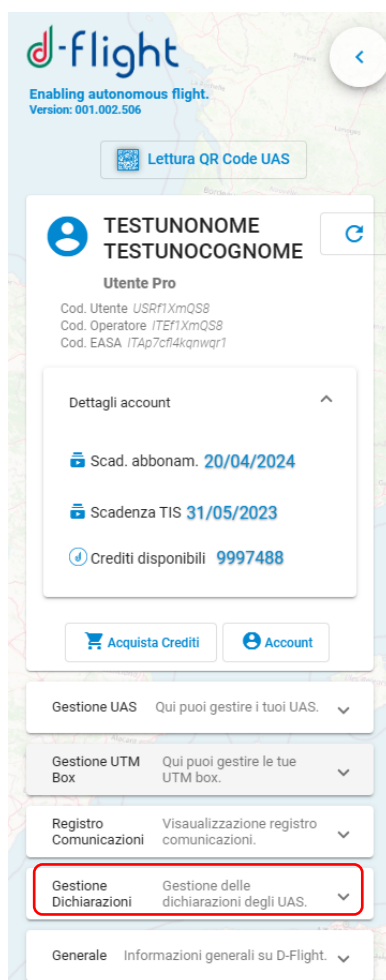 d-flight
Enabling autonomous flight.
Version: 001.002.506
Lettura QR Code UAS
TESTUNONOME
TESTUNOCOGNOME
Utente Pro
Cod. Utente USRf1XmQS8
Cod. Operatore ITEf1XmQS8
Cod. EASA ITAp7cfl4kqnwqr1
Dettagli account
Scad. abbonam. 20/04/2024
Scadenza TIS 31/05/2023
Crediti disponibili 9997488
Acquista Crediti
Account
Gestione UAS Qui puoi gestire i tuoi UAS.
Gestione UTM Qui puoi gestire le tue
Box UTM box.
Registro Visaualizzazione registro
Comunicazioni comunicazioni.
Gestione Gestione delle
Dichiarazioni dichiarazioni degli UAS.
Generale Informazioni generali su D-Flight.